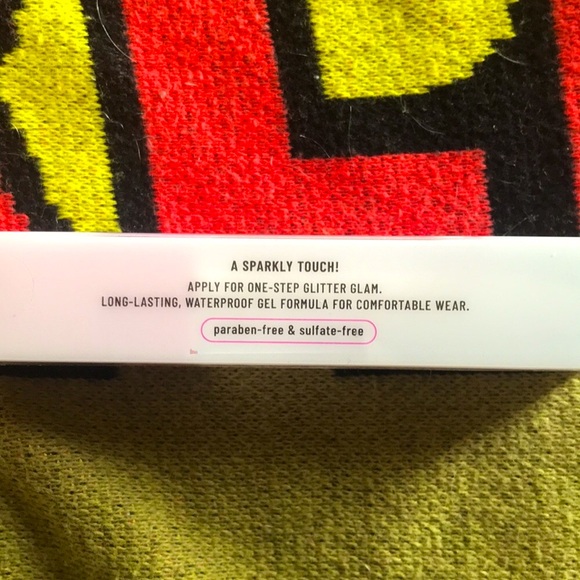 A SPARKLY TOUCH!
APPLY FOR ONE-STEP GLITTER GLAM.
LONG-LASTING, WATERPROOF GEL FORMULA FOR COMFORTABLE WEAR.
paraben-free & sulfate-free